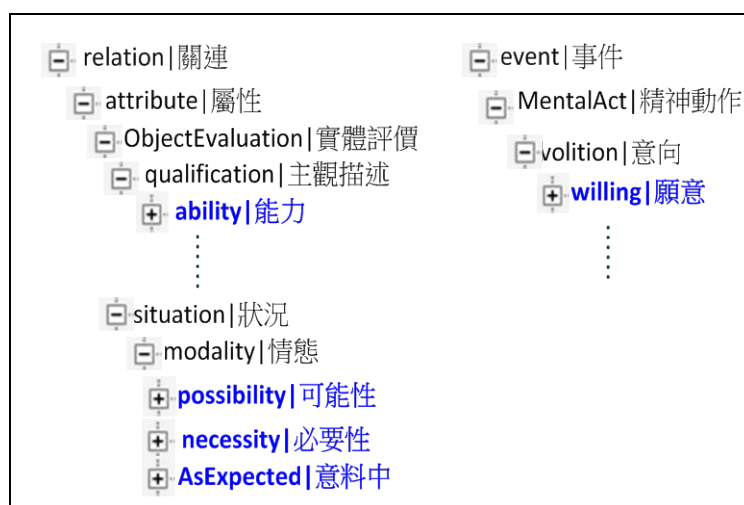 relation|關連
attribute|屬性
ObjectEvaluation|實體評價
qualification|主觀描述
ability|能力
situation|狀況
modality|情態
possibility|可能性
necessity|必要性
AsExpected|意料中
event|事件
MentalAct|精神動作
volition|意向
willing|願意